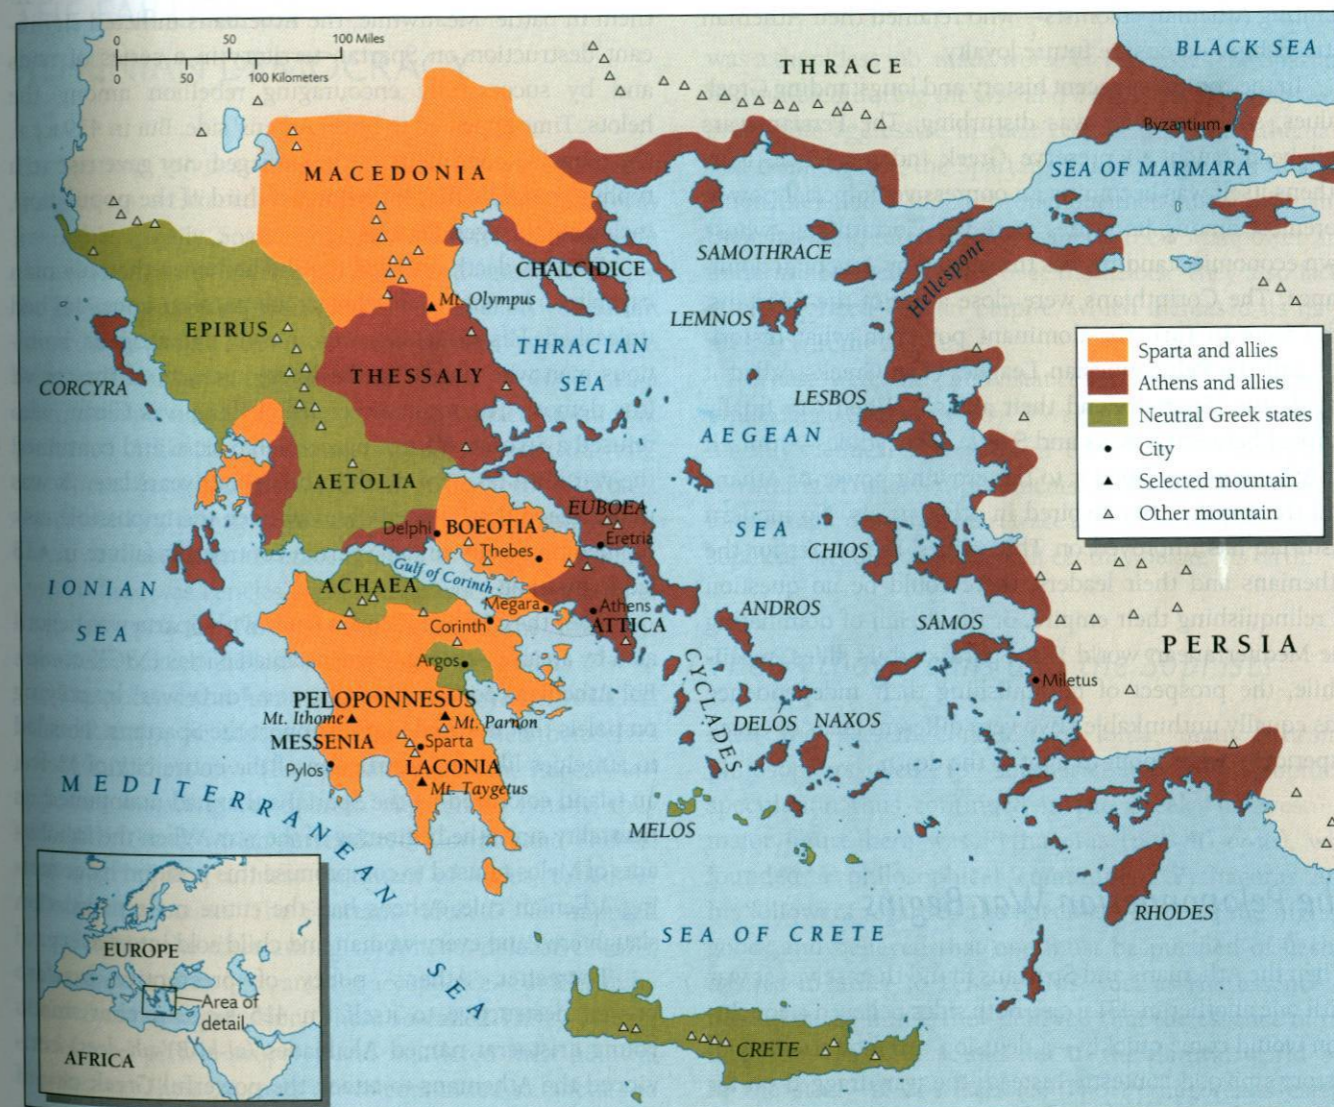 0 50 100 Miles
0 50 100 Kilometers
THRACE
BLACK SEA
Byzantium
SEA OF MARMARA
MACEDONIA
SAMOTHRACE
CHALCIDICE
Hellespont
Mt. Olympus
LEMNOS
EPIRUS
THRACIAN
SEA
CORCYRA
THESSALY
LESBOS
AEGEAN
SEA
Sparta and allies
Athens and allies
Neutral Greek states
City
Selected mountain
Other mountain
AETOLIA
EUBOEA
Delphi
BOEOTIA
Eretria
Thebes
CHIOS
Gulf of Corinth
IONIAN
SEA
ACHAEA
Megara
Athens
ATTICA
ANDROS
SAMOS
Corinth
PERSIA
Argos
Miletus
CYCLADES
PELOPONNESUS
Mt. Ithome
Mt. Parnon
DELOS
NAXOS
MESSENIA
Sparta
Pylos
LACONIA
Mt. Taygetus
MEDITERRANEAN
SEA
MELOS
RHODES
SEA OF CRETE
CRETE
EUROPE
Area of
detail
AFRICA